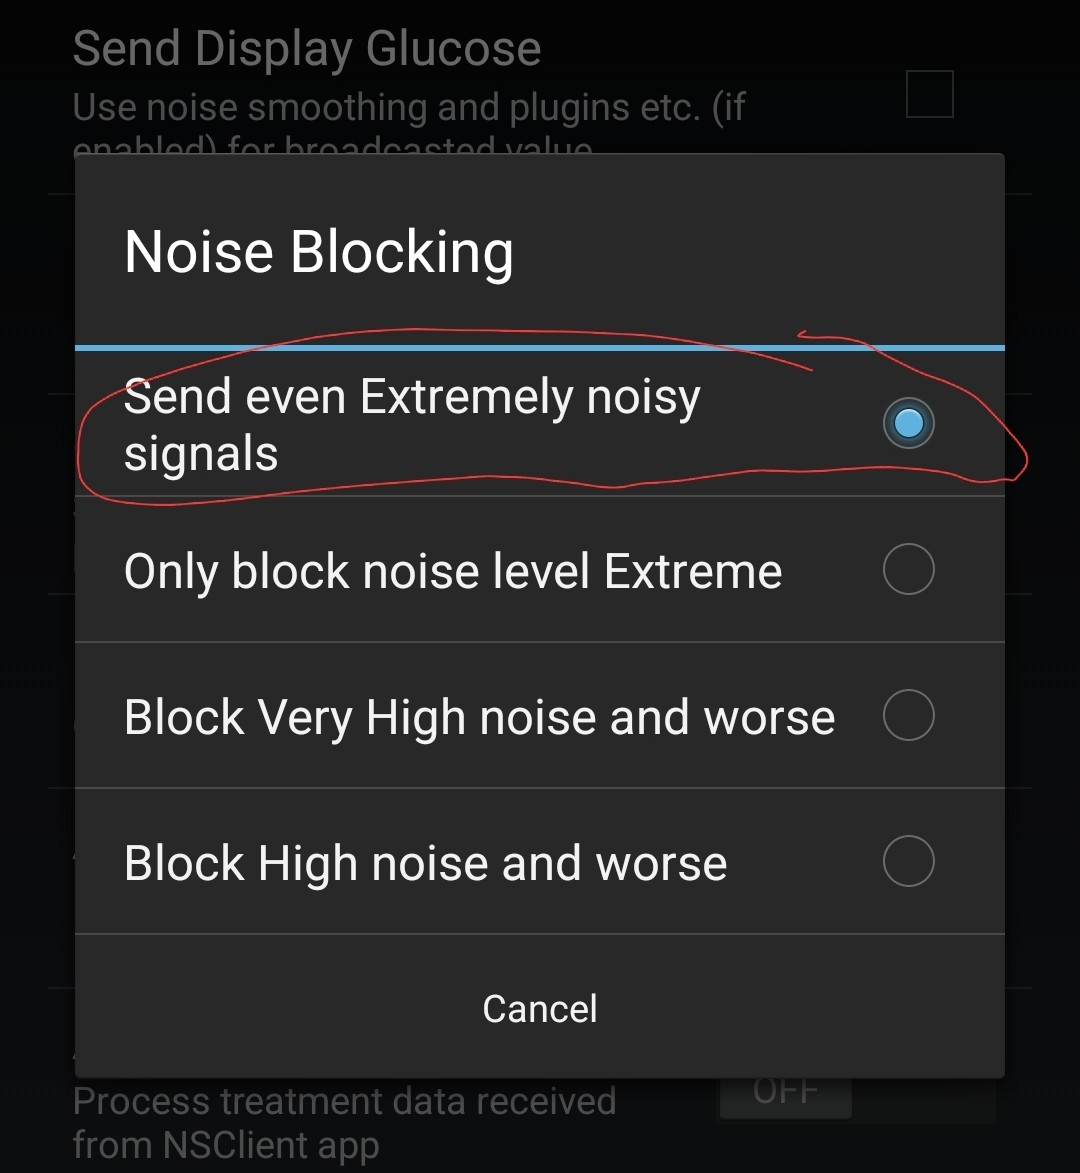 Send Display Glucose
Use noise smoothing and plugins etc. (if
enabled) for broadcasted value
Noise Blocking
Send even Extremely noisy
signals
Only block noise level Extreme
Block Very High noise and worse
Block High noise and worse
Cancel
OFF
Process treatment data received
from NSClient app